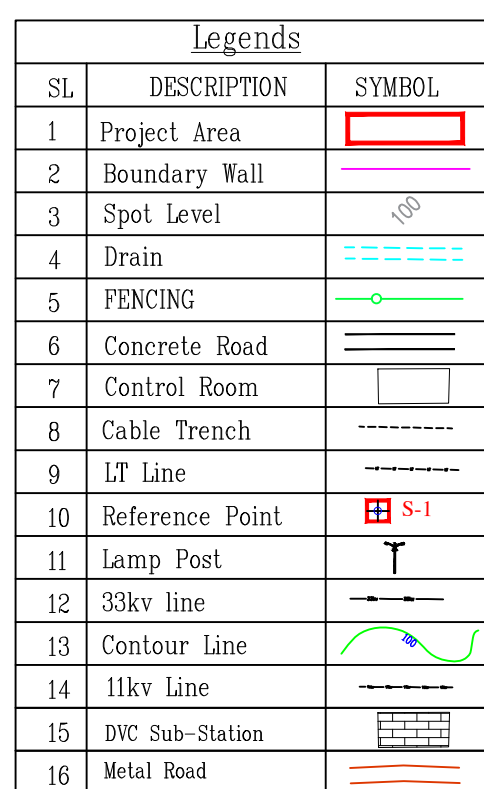 Legends
SL DESCRIPTION SYMBOL
1 Project Area
2 Boundary Wall
3 Spot Level 100
4 Drain
5 FENCING
6 Concrete Road
7 Control Room
8 Cable Trench
9 LT Line
10 Reference Point S-1
11 Lamp Post
12 33kv line
13 Contour Line 100
14 11kv Line
15 DVC Sub-Station
16 Metal Road